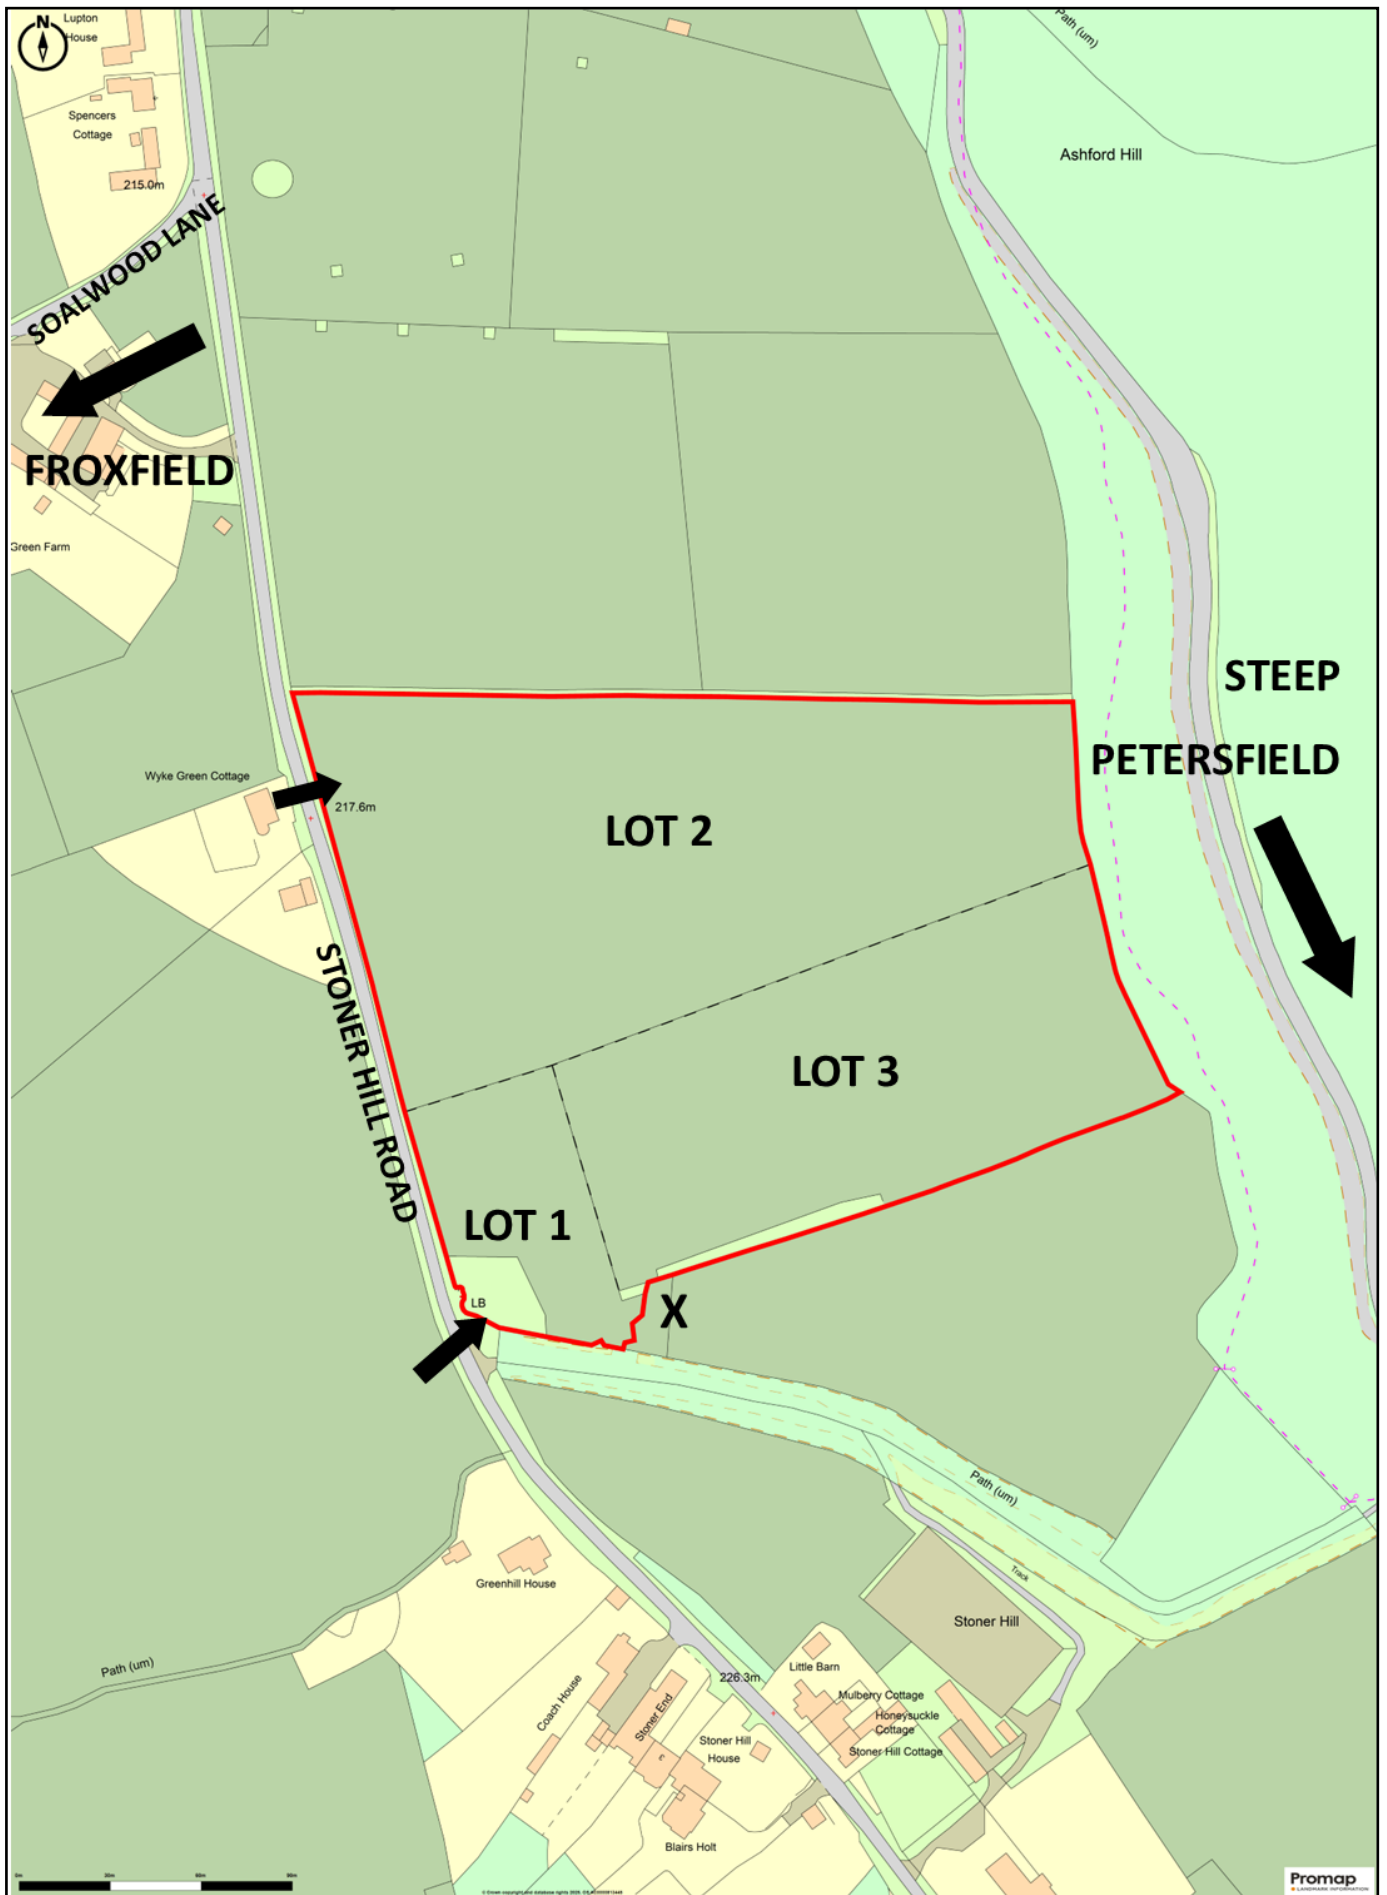 N
Lupton
House
Path (um)
Ashford Hill
Spencers
Cottage
215.0m
SOALWOOD LANE
FROXFIELD
Green Farm
STEEP
PETERSFIELD
Wyke Green Cottage
217.6m
LOT 2
STONER HILL ROAD
LOT 3
LOT 1
LB
X
Path (um)
Greenhill House
Track
Stoner Hill
Path (um)
Little Barn
226.3m
Mulberry Cottage
Coach House
Stoner End
Honeysuckle
Cottage
Stoner Hill
House
Stoner Hill Cottage
Blairs Holt
Promap
LANDMARK INFORMATION